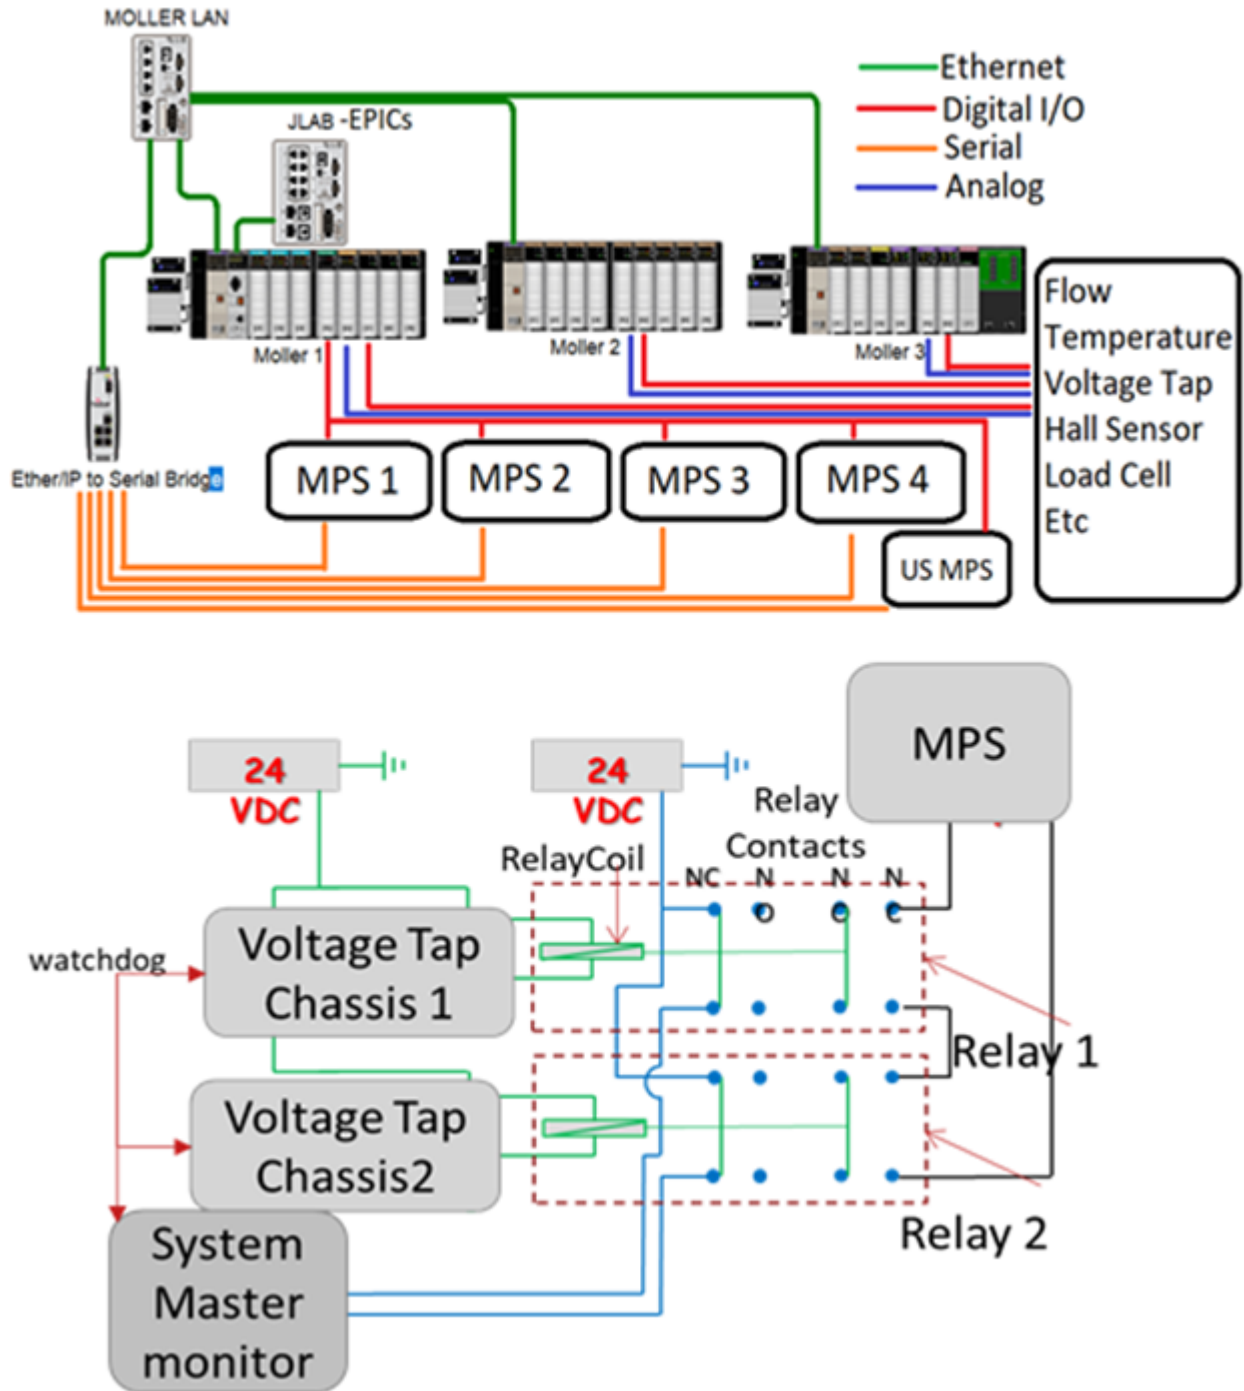 MOLLER LAN
JLAB -EPICs
Ethernet
Digital I/O
Serial
Analog
Moller 1
Moller 2
Moller 3
Flow
Temperature
Voltage Tap
Hall Sensor
Load Cell
Etc
Ether/IP to Serial Bridge
MPS 1
MPS 2
MPS 3
MPS 4
US MPS
MPS
24
VDC
24
VDC
Relay
Contacts
RelayCoil
NC
N
O
N
O
N
C
watchdog
Voltage Tap
Chassis 1
Relay 1
Voltage Tap
Chassis2
Relay 2
System
Master
monitor